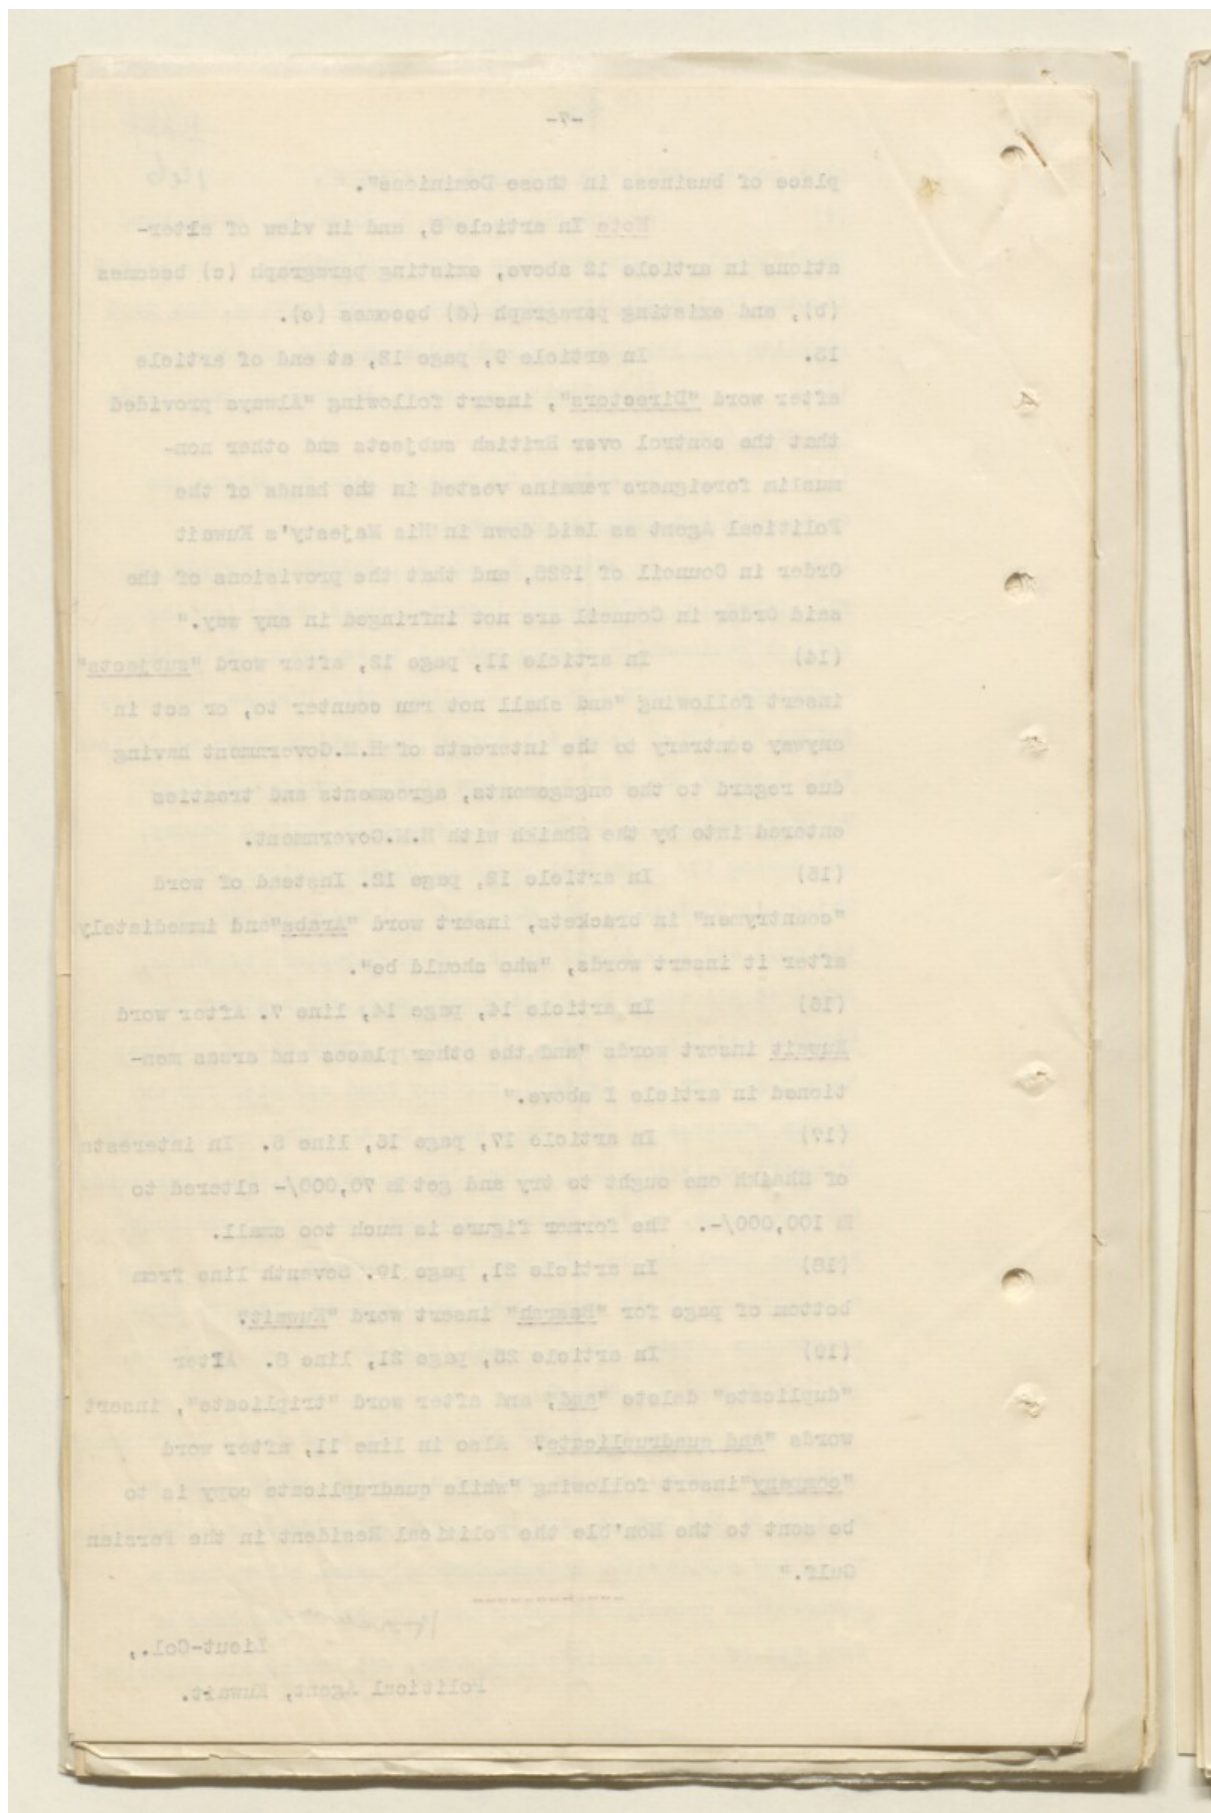 -7-
146
place of business in those Dominions".
Note In article 8, and in view of alter-
ations in article 12 above, existing paragraph (c) becomes
(b), and existing paragraph (d) becomes (c).
13. In article 9, page 12, at end of article
after word "Directors", insert following "Always provided
that the control over British subjects and other non-
muslim foreigners remains vested in the hands of the
Political Agent as laid down in His Majesty's Kuwait
Order in Council of 1925, and that the provisions of the
said Order in Council are not infringed in any way."
(14) In article 11, page 12, after word "subjects"
insert following "and shall not run counter to, or act in
anyway contrary to the interests of H.M.Government having
due regard to the engagements, agreements and treaties
entered into by the Shaikh with H.M.Government.
(15) In article 12, page 12. Instead of word
"countrymen" in brackets, insert word "Arabs"and immediately
after it insert words, "who should be".
(16) In article 14, page 14, line 7. After word
Kuwait insert words "and the other places and areas men-
tioned in article I above."
(17) In article 17, page 16, line 8. In interests
of Shaikh one ought to try and get Rs 70,000/- altered to
Rs 100,000/-. The former figure is much too small.
(18) In article 21, page 19. Seventh line from
bottom of page for "Basrah" insert word "Kuwait".
(19) In article 28, page 21, line 8. After
"duplicate" delete "and", and after word "triplicate", insert
words "and quadruplicate". Also in line 11, after word
"company"insert following "while quadruplicate copy is to
be sent to the Hon'ble the Political Resident in the Persian
Gulf."
------------
Lieut-Col.,
Political Agent, Kuwait.